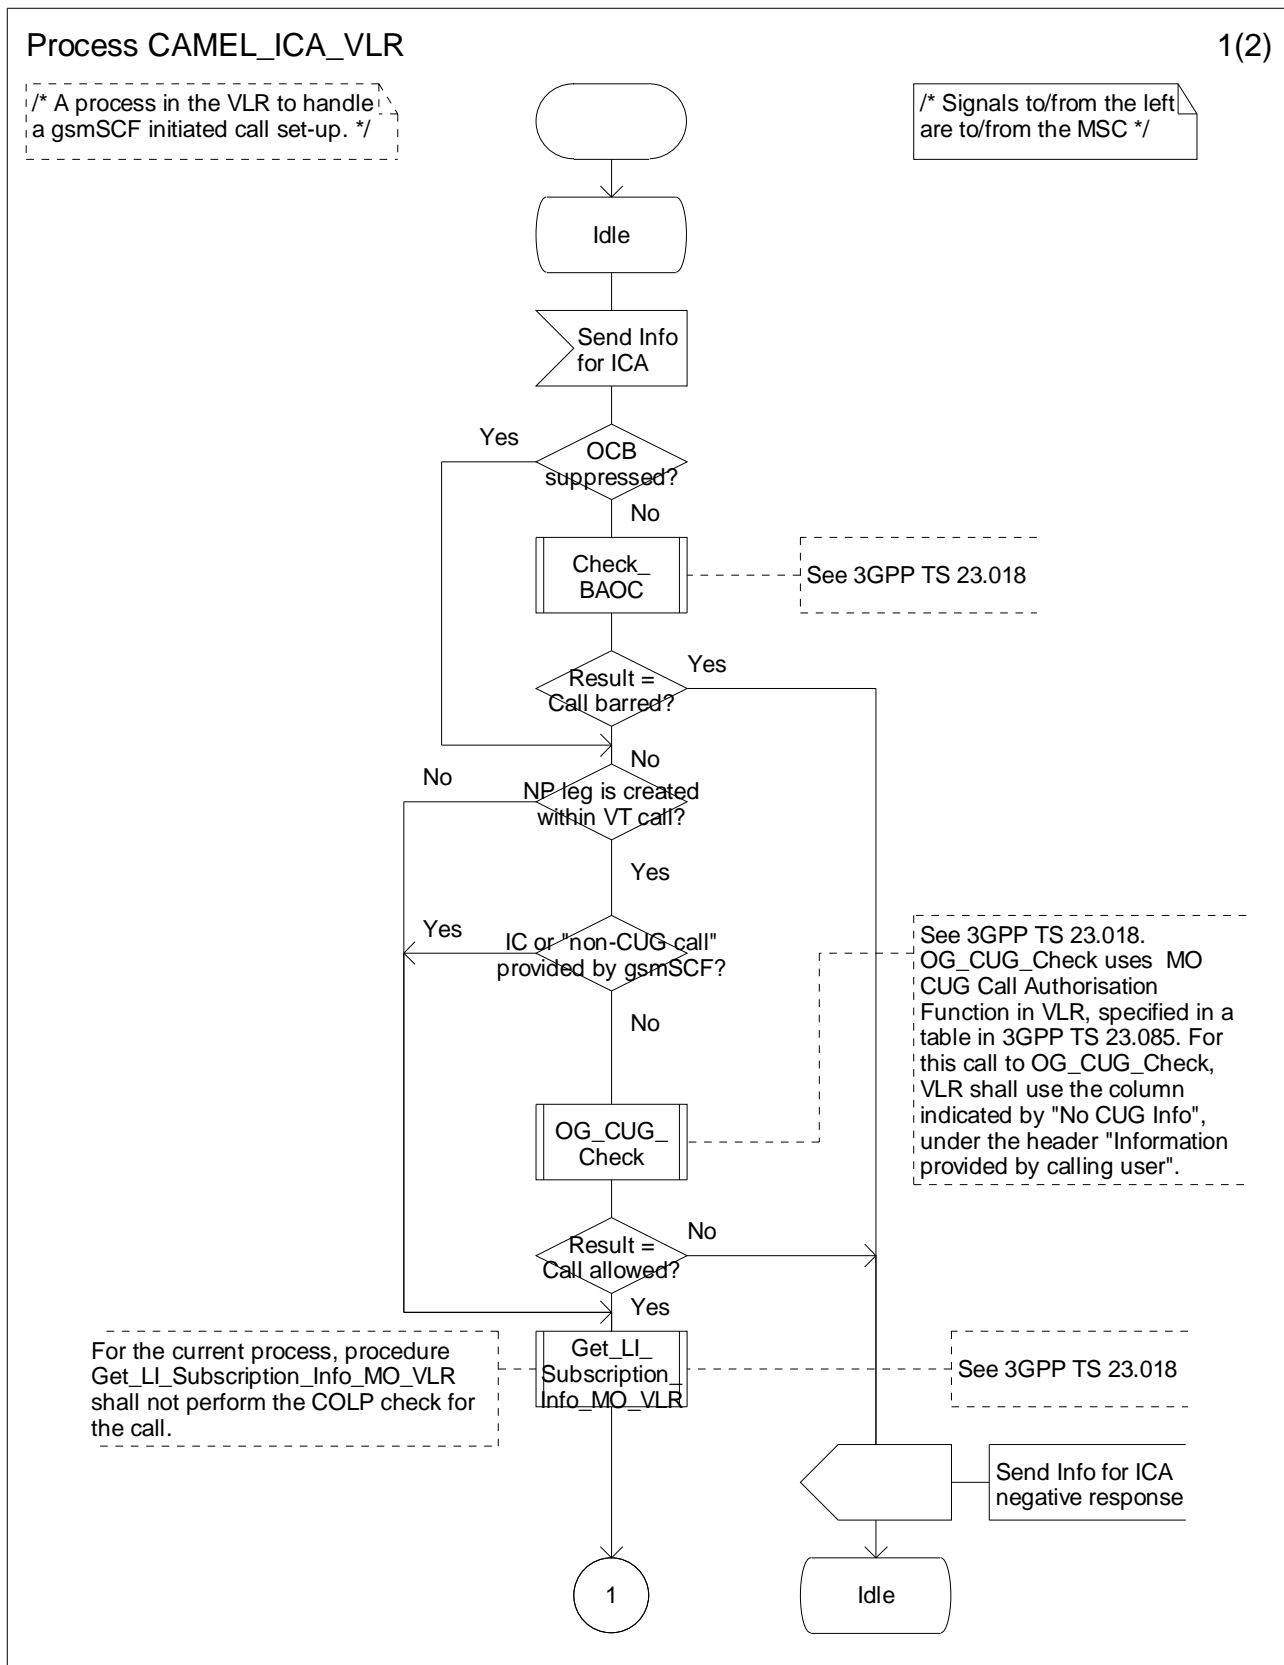 Process CAMEL_ICA_VLR
1(2)
/* A process in the VLR to handle
a gsmSCF initiated call set-up. */
/* Signals to/from the left
are to/from the MSC */
Idle
Send Info
for ICA
Yes
OCB
suppressed?
No
Check_
BAOC
See 3GPP TS 23.018
Result =
Call barred?
Yes
No
No
NP leg is created
within VT call?
Yes
Yes
IC or "non-CUG call"
provided by gsmSCF?
No
See 3GPP TS 23.018.
OG_CUG_Check uses MO
CUG Call Authorisation
Function in VLR, specified in a
table in 3GPP TS 23.085. For
this call to OG_CUG_Check,
VLR shall use the column
indicated by "No CUG Info",
under the header "Information
provided by calling user".
OG_CUG_
Check
Result =
Call allowed?
No
Yes
For the current process, procedure
Get_LI_Subscription_Info_MO_VLR
shall not perform the COLP check for
the call.
Get_LI_
Subscription_
Info_MO_VLR
See 3GPP TS 23.018
Send Info for ICA
negative response
1
Idle